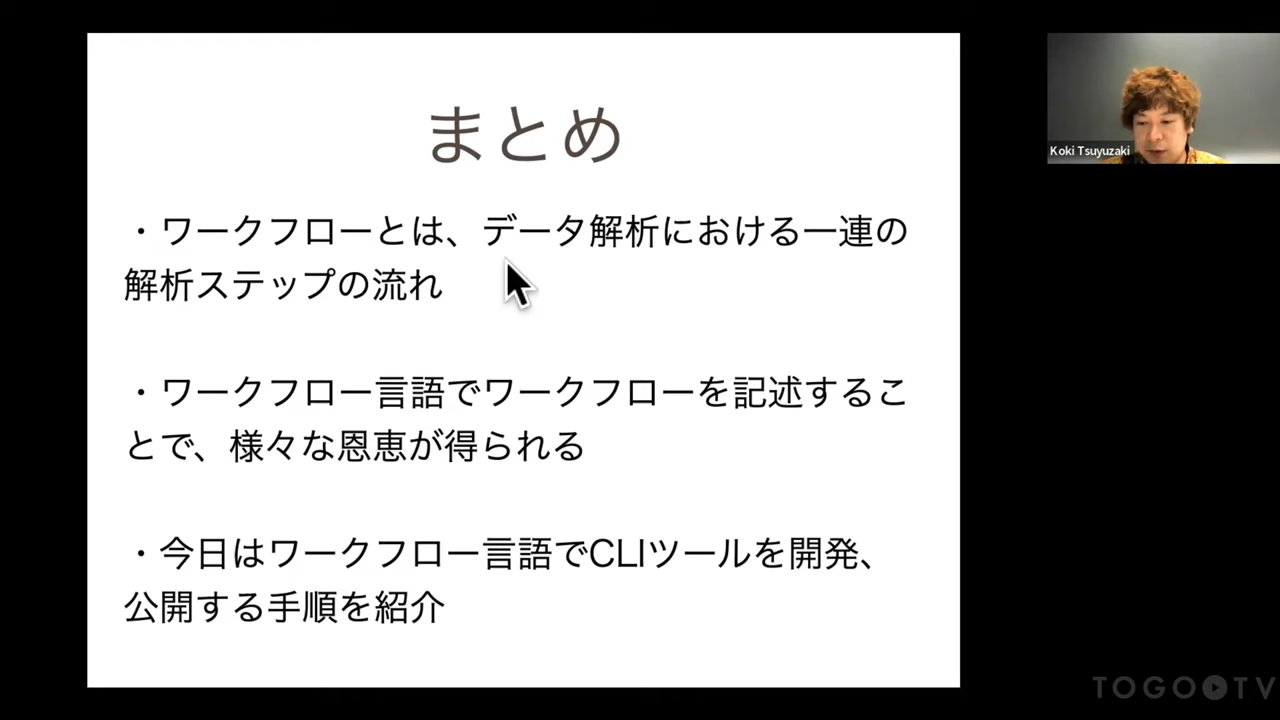 まとめ
・ワークフローとは、データ解析における一連の
解析ステップの流れ
・ワークフロー言語でワークフローを記述するこ
とで、様々な恩恵が得られる
・今日はワークフロー言語でCLIツールを開発、
公開する手順を紹介
Koki Tsuyuzaki
TOGOTV